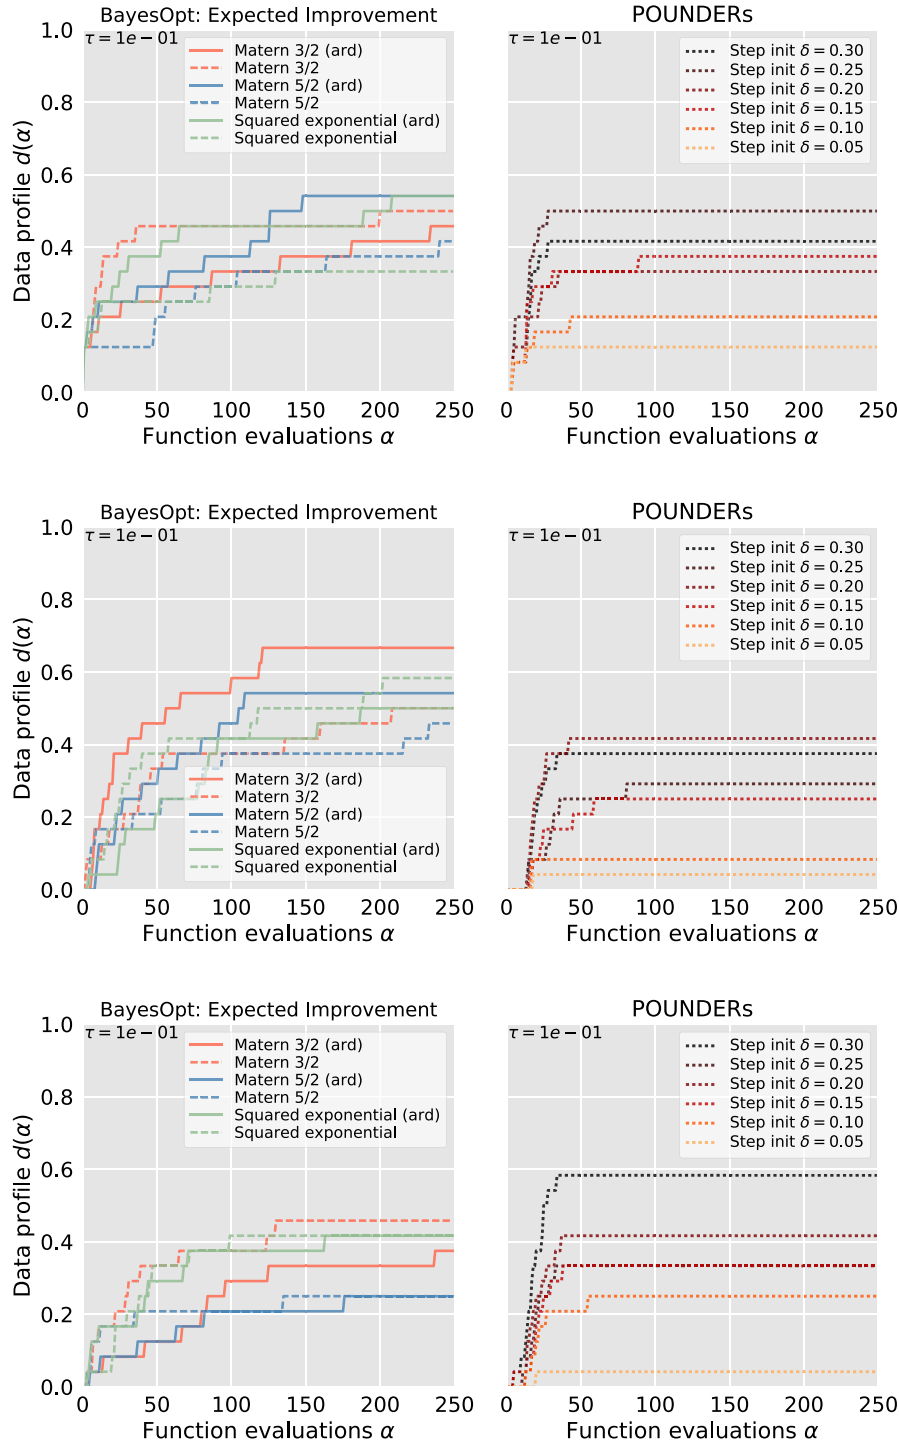 BayesOpt: Expected Improvement
τ = 1e − 01
Matern 3/2 (ard)
Matern 3/2
Matern 5/2 (ard)
Matern 5/2
Squared exponential (ard)
Squared exponential
1.0
0.8
0.6
0.4
0.2
0.0
Data profile d(α)
0 50 100 150 200 250
Function evaluations α
POUNDERs
τ = 1e − 01
Step init δ = 0.30
Step init δ = 0.25
Step init δ = 0.20
Step init δ = 0.15
Step init δ = 0.10
Step init δ = 0.05
0 50 100 150 200 250
Function evaluations α
BayesOpt: Expected Improvement
τ = 1e − 01
1.0
0.8
0.6
0.4
0.2
0.0
Data profile d(α)
Matern 3/2 (ard)
Matern 3/2
Matern 5/2 (ard)
Matern 5/2
Squared exponential (ard)
Squared exponential
0 50 100 150 200 250
Function evaluations α
POUNDERs
τ = 1e − 01
Step init δ = 0.30
Step init δ = 0.25
Step init δ = 0.20
Step init δ = 0.15
Step init δ = 0.10
Step init δ = 0.05
0 50 100 150 200 250
Function evaluations α
BayesOpt: Expected Improvement
τ = 1e − 01
Matern 3/2 (ard)
Matern 3/2
Matern 5/2 (ard)
Matern 5/2
Squared exponential (ard)
Squared exponential
1.0
0.8
0.6
0.4
0.2
0.0
Data profile d(α)
0 50 100 150 200 250
Function evaluations α
POUNDERs
τ = 1e − 01
Step init δ = 0.30
Step init δ = 0.25
Step init δ = 0.20
Step init δ = 0.15
Step init δ = 0.10
Step init δ = 0.05
0 50 100 150 200 250
Function evaluations α